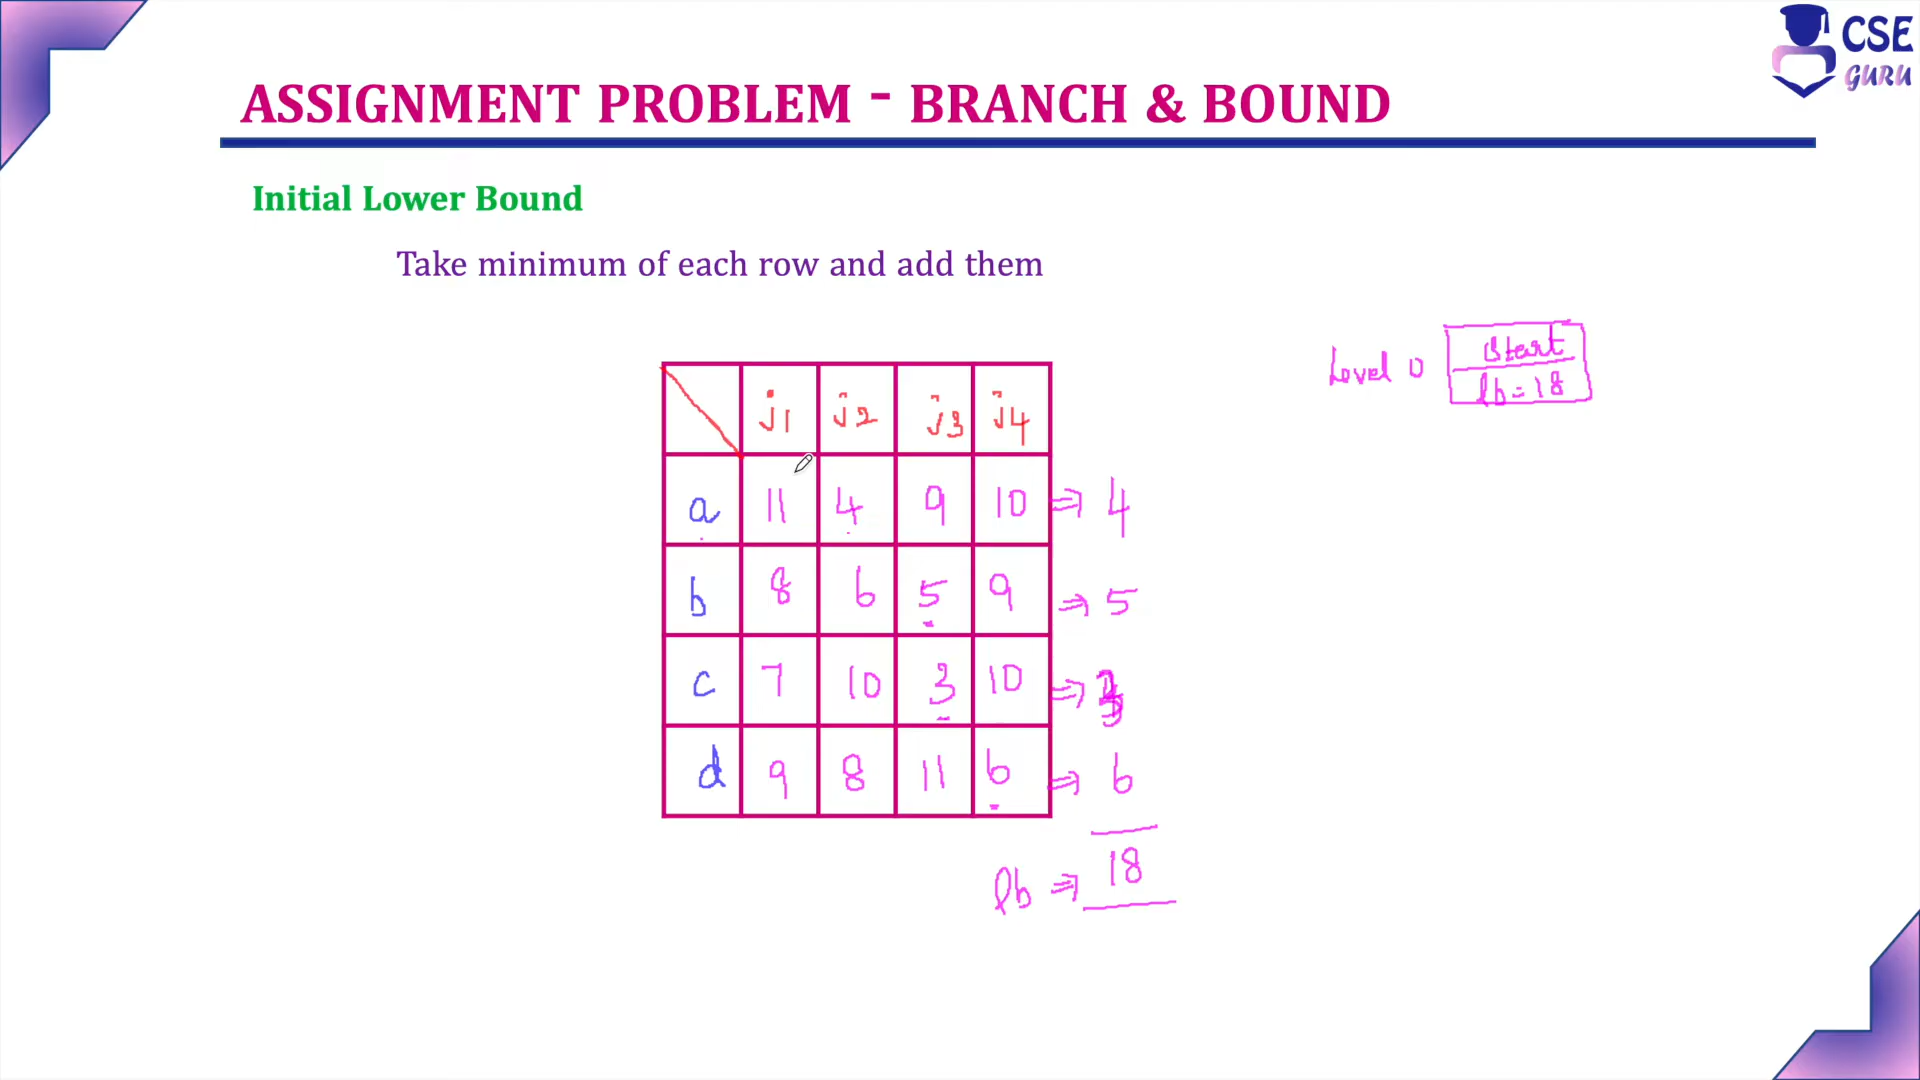 CSE
GURU
ASSIGNMENT PROBLEM - BRANCH & BOUND
Initial Lower Bound
Take minimum of each row and add them
Level 0 Start
lb=18
j1 j2 j3 j4
a 11 4 9 10 ⇒ 4
b 8 6 5 9 ⇒ 5
c 7 10 3 10 ⇒ 3
d 9 8 11 6 ⇒ 6
lb ⇒ 18